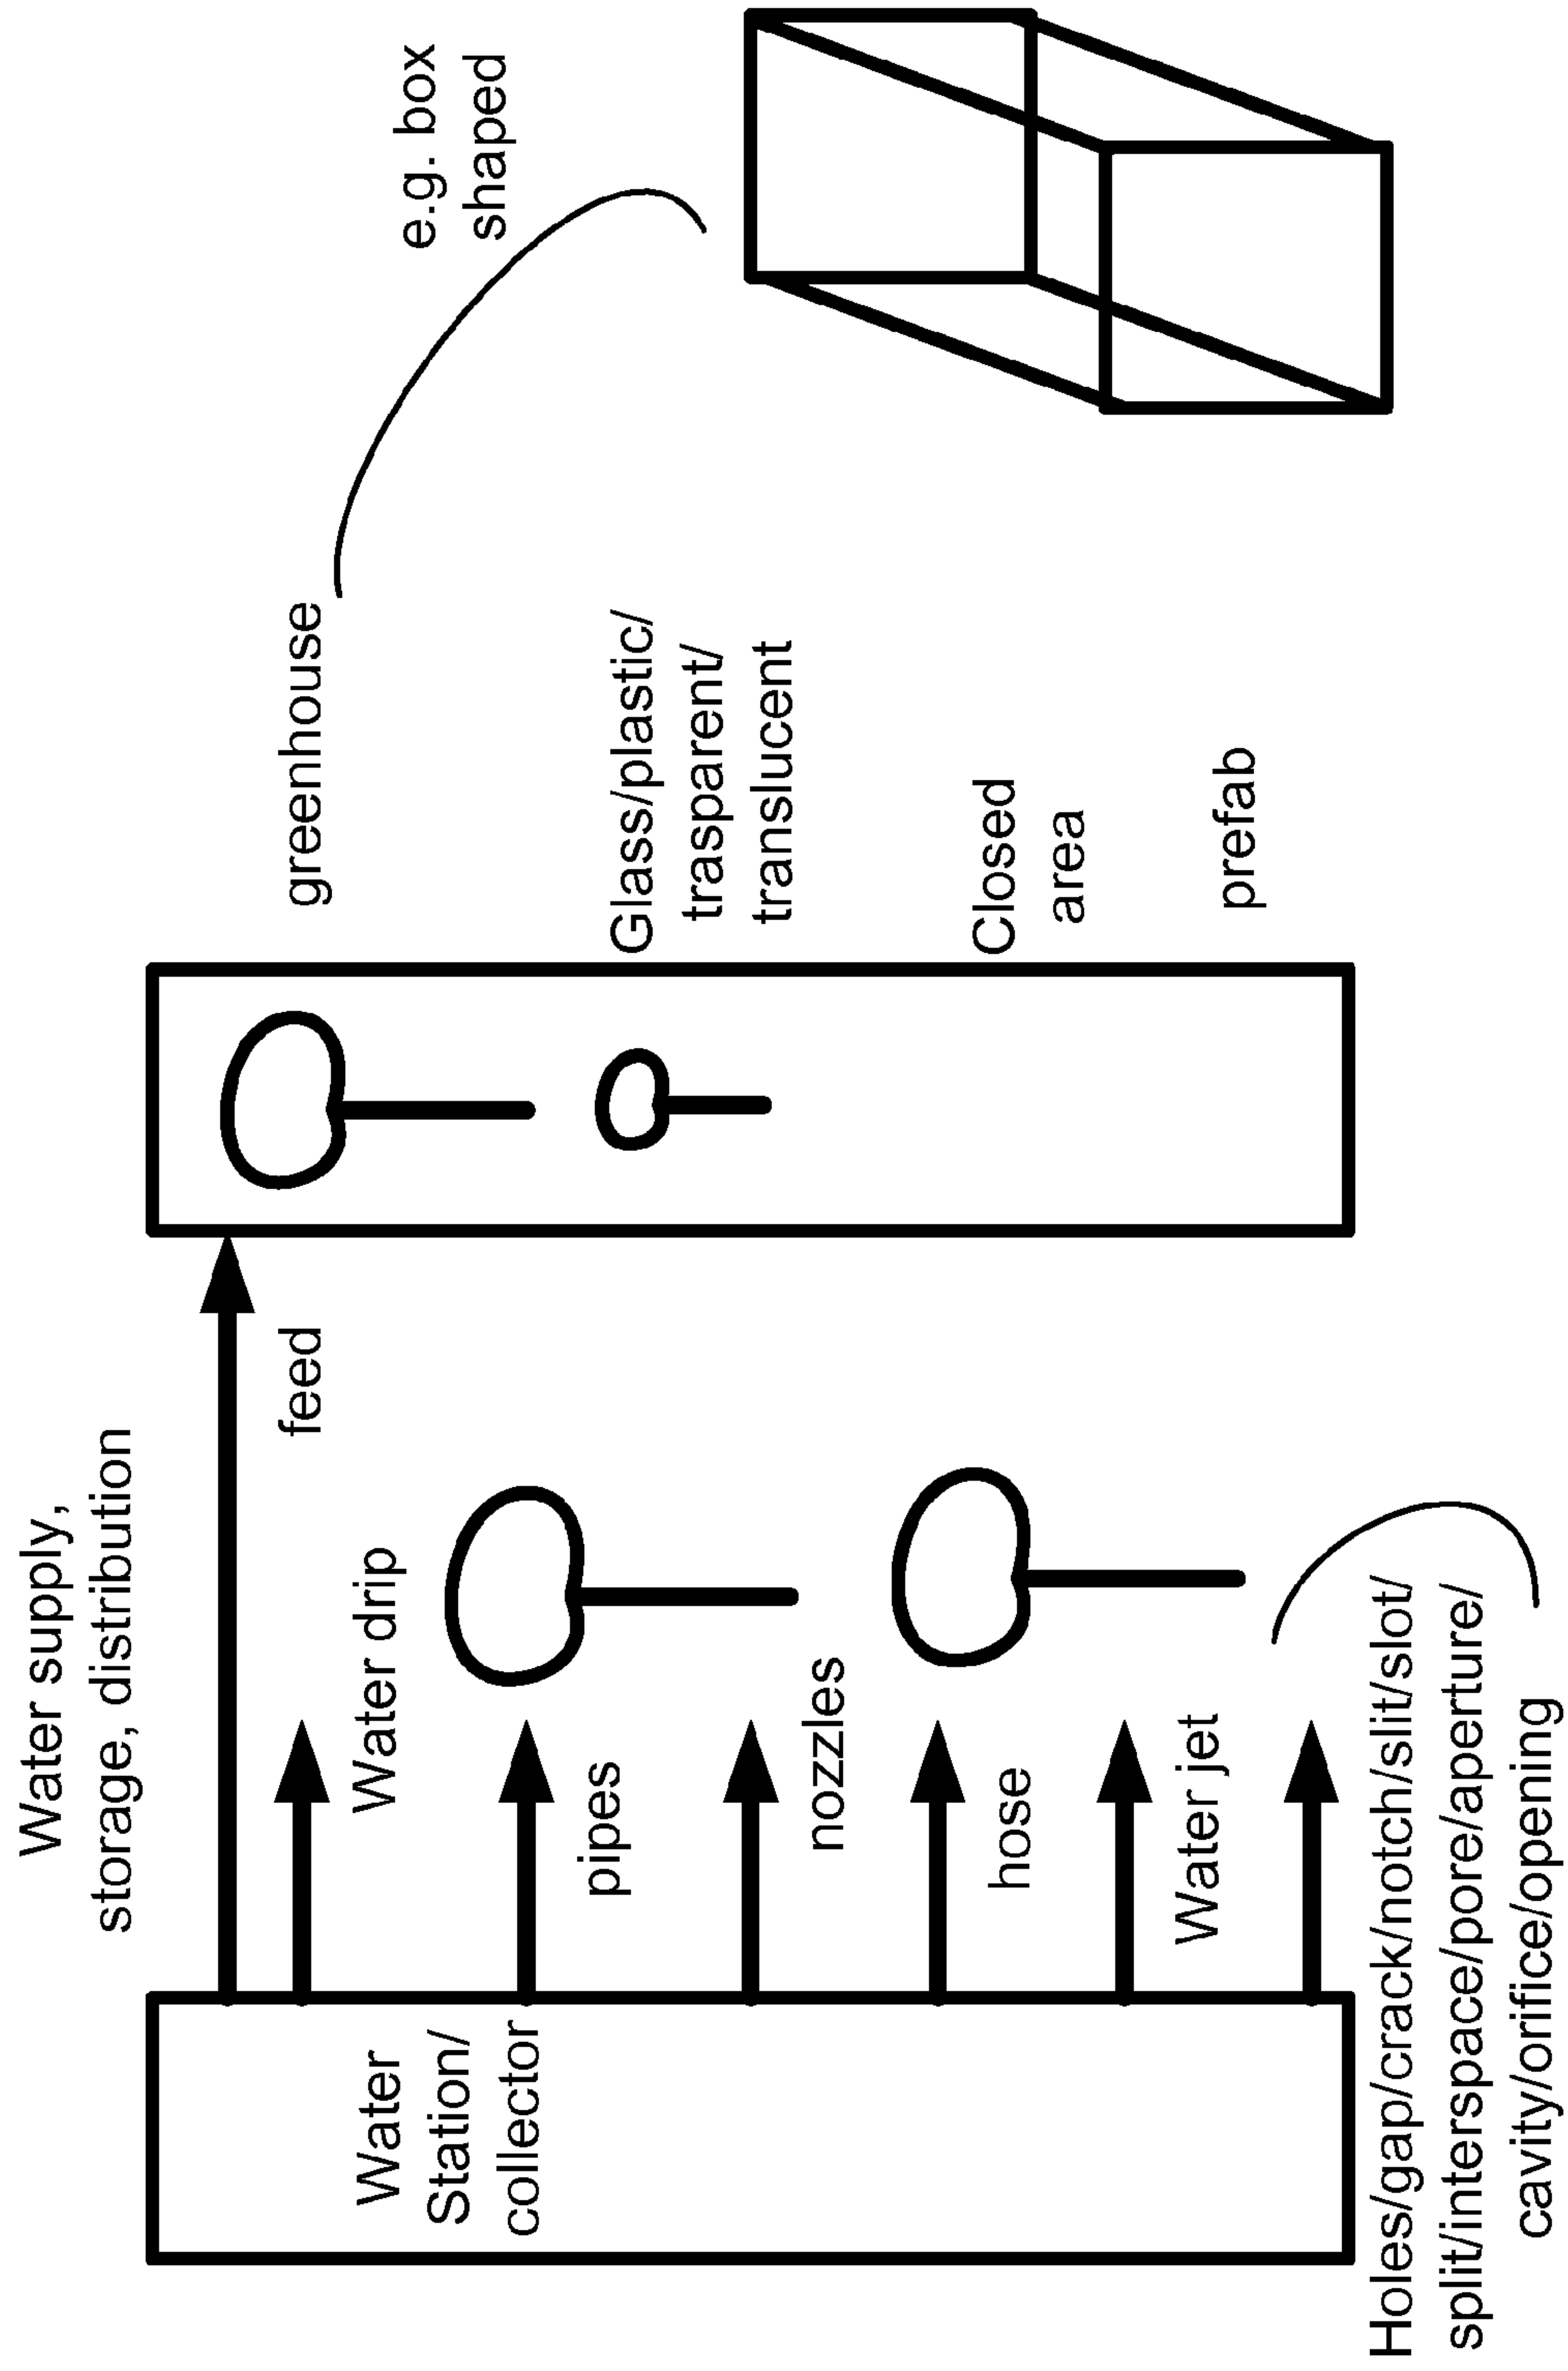 Water supply,
storage, distribution
Water
Station/
collector
feed
Water drip
pipes
nozzles
hose
Water jet
Holes/gap/crack/notch/slit/slot/
split/interspace/pore/aperture/
cavity/orifice/opening
greenhouse
Glass/plastic/
trasparent/
translucent
Closed
area
prefab
e.g. box
shaped